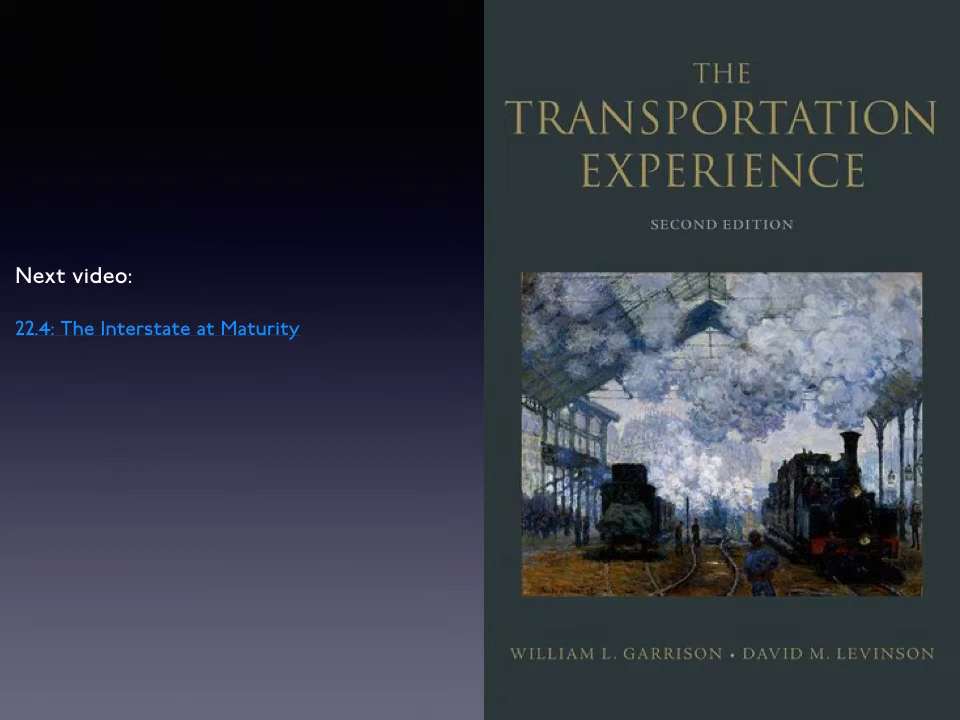 Next video:
22.4: The Interstate at Maturity
THE
TRANSPORTATION
EXPERIENCE
SECOND EDITION
WILLIAM L. GARRISON • DAVID M. LEVINSON